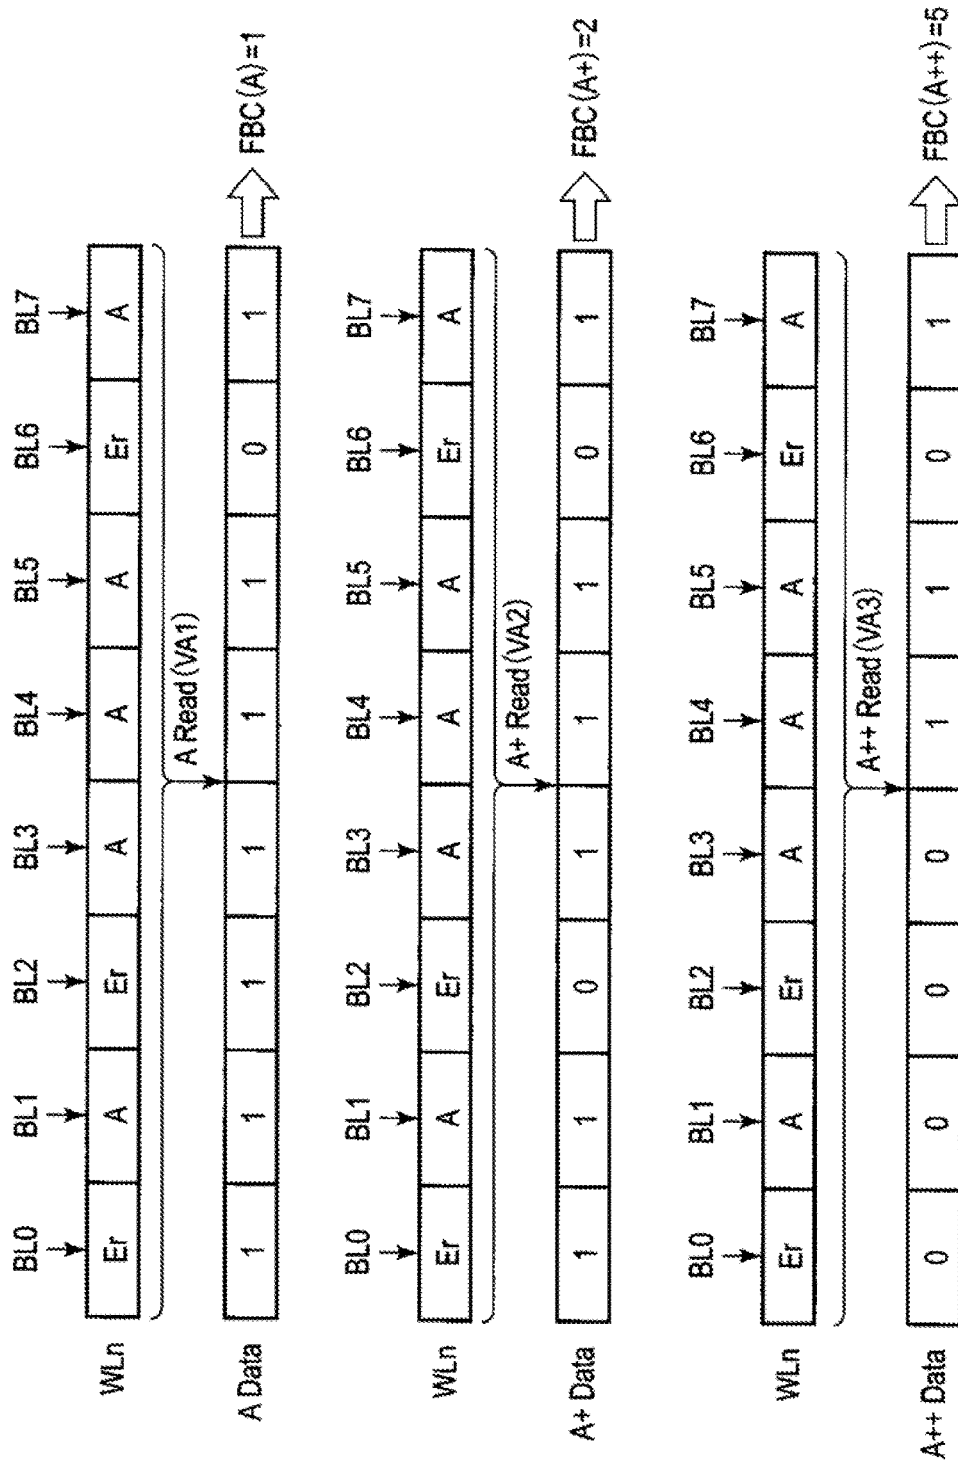 BL0 BL1 BL2 BL3 BL4 BL5 BL6 BL7
WLn Er A Er A A A Er A
A Read (VA1)
A Data 1 1 1 1 1 1 0 1 FBC(A)=1
BL0 BL1 BL2 BL3 BL4 BL5 BL6 BL7
WLn Er A Er A A A Er A
A+ Read (VA2)
A+ Data 1 1 0 1 1 1 0 1 FBC(A+)=2
BL0 BL1 BL2 BL3 BL4 BL5 BL6 BL7
WLn Er A Er A A A Er A
A++ Read (VA3)
A++ Data 0 0 0 0 1 1 0 1 FBC(A++)=5